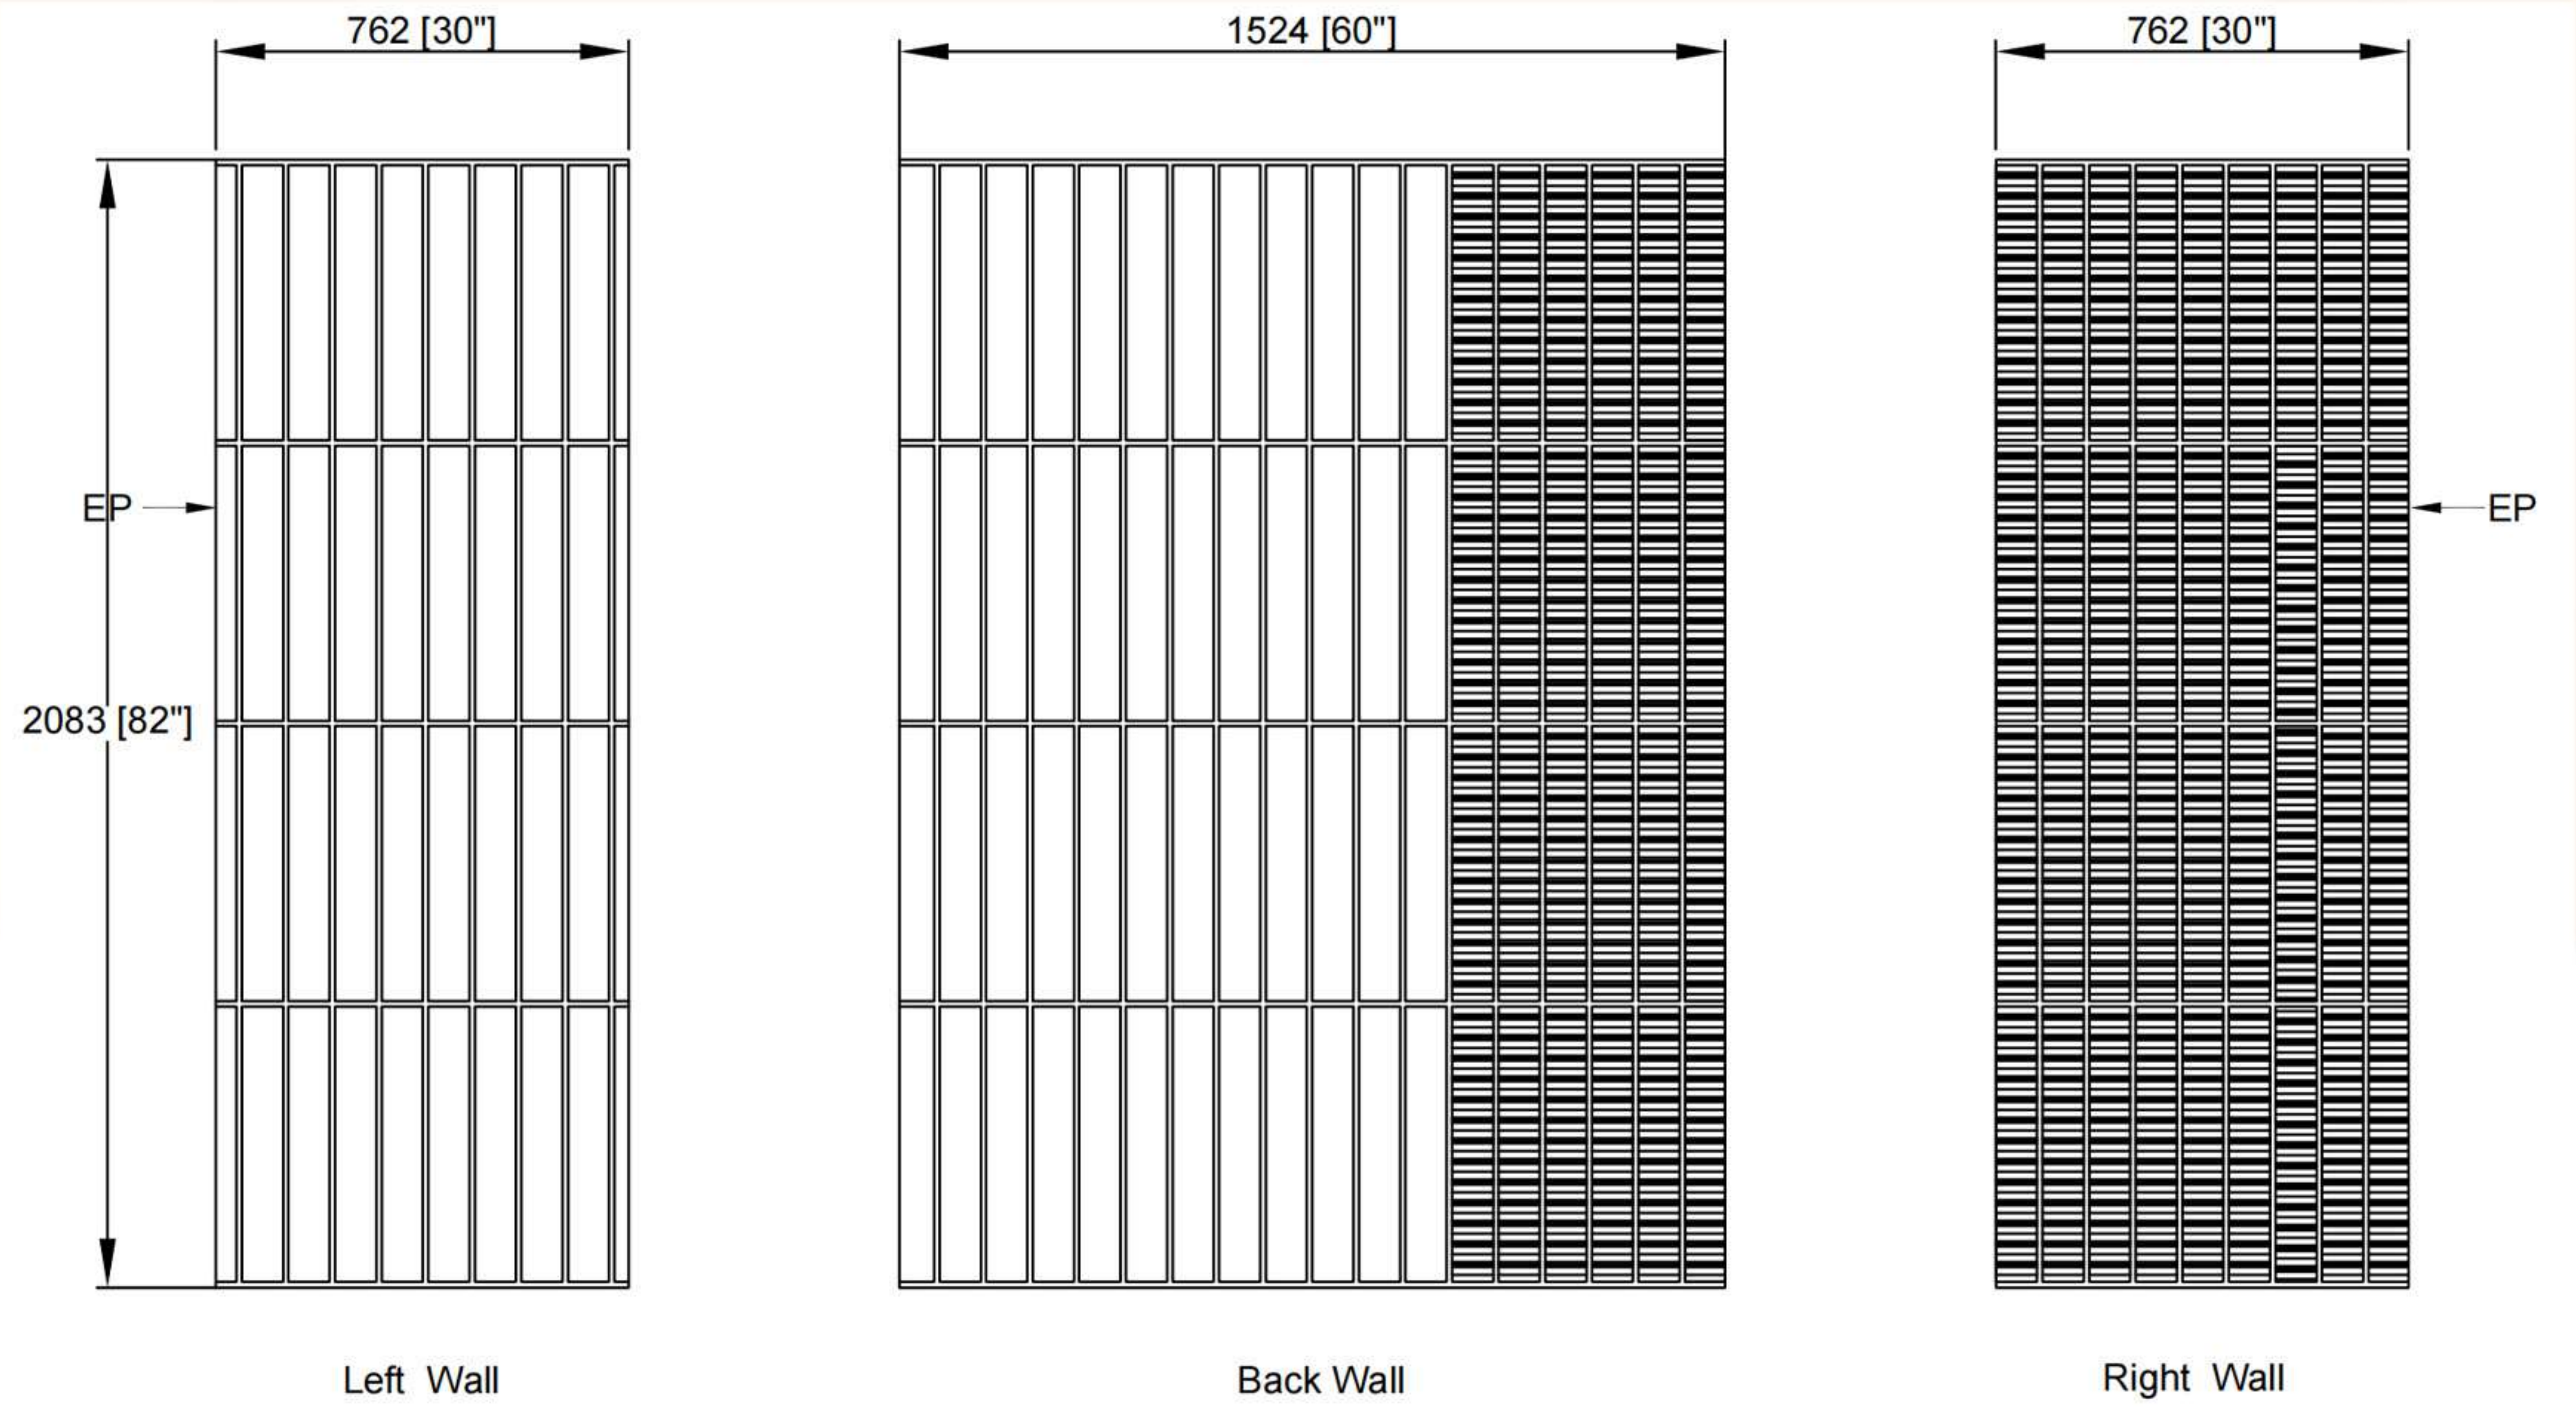 762 [30"]
1524 [60"]
762 [30"]
EP
EP
2083 [82"]
Left Wall
Back Wall
Right Wall